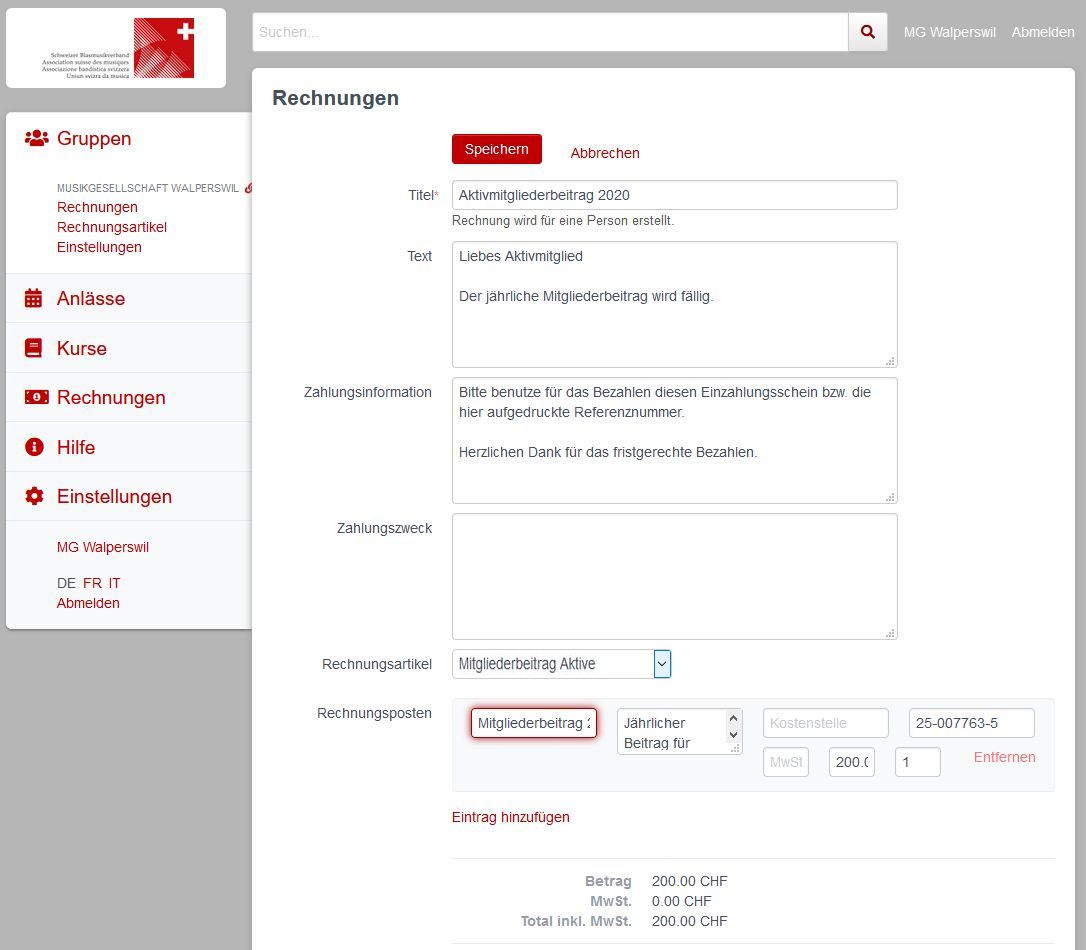 Schweizer Blasmusikverband
Association suisse des musiques
Associazione bandistica svizzera
Uniun svizra da musica
Suchen...
MG Walperswil
Abmelden
Gruppen
MUSIKGESELLSCHAFT WALPERSWIL
Rechnungen
Rechnungsartikel
Einstellungen
Anlässe
Kurse
Rechnungen
Hilfe
Einstellungen
MG Walperswil
DE FR IT
Abmelden
Rechnungen
Speichern
Abbrechen
Titel*
Aktivmitgliederbeitrag 2020
Rechnung wird für eine Person erstellt.
Text
Liebes Aktivmitglied
Der jährliche Mitgliederbeitrag wird fällig.
Zahlungsinformation
Bitte benutze für das Bezahlen diesen Einzahlungsschein bzw. die
hier aufgedruckte Referenznummer.
Herzlichen Dank für das fristgerechte Bezahlen.
Zahlungszweck
Rechnungsartikel
Mitgliederbeitrag Aktive
Rechnungsposten
Mitgliederbeitrag 2
Jährlicher
Beitrag für
Kostenstelle
25-007763-5
MwSt
200.0
1
Entfernen
Eintrag hinzufügen
Betrag 200.00 CHF
MwSt. 0.00 CHF
Total inkl. MwSt. 200.00 CHF